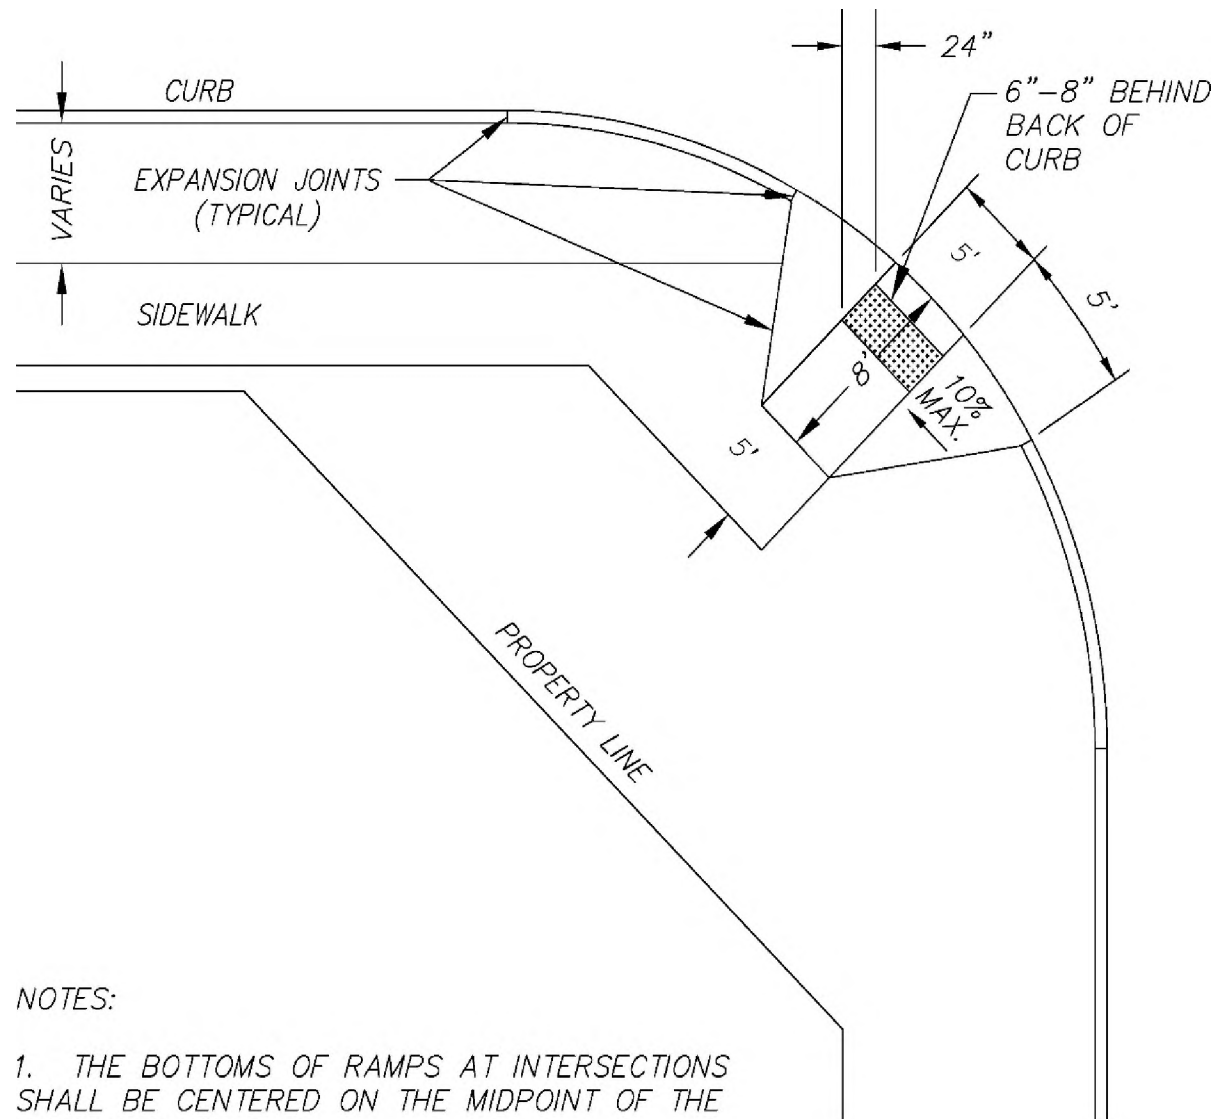 24"
CURB
6"-8" BEHIND
BACK OF
CURB
VARIES
EXPANSION JOINTS
(TYPICAL)
5'
5'
SIDEWALK
8'
10%
MAX.
5'
PROPERTY LINE
NOTES:
1. THE BOTTOMS OF RAMPS AT INTERSECTIONS
SHALL BE CENTERED ON THE MIDPOINT OF THE